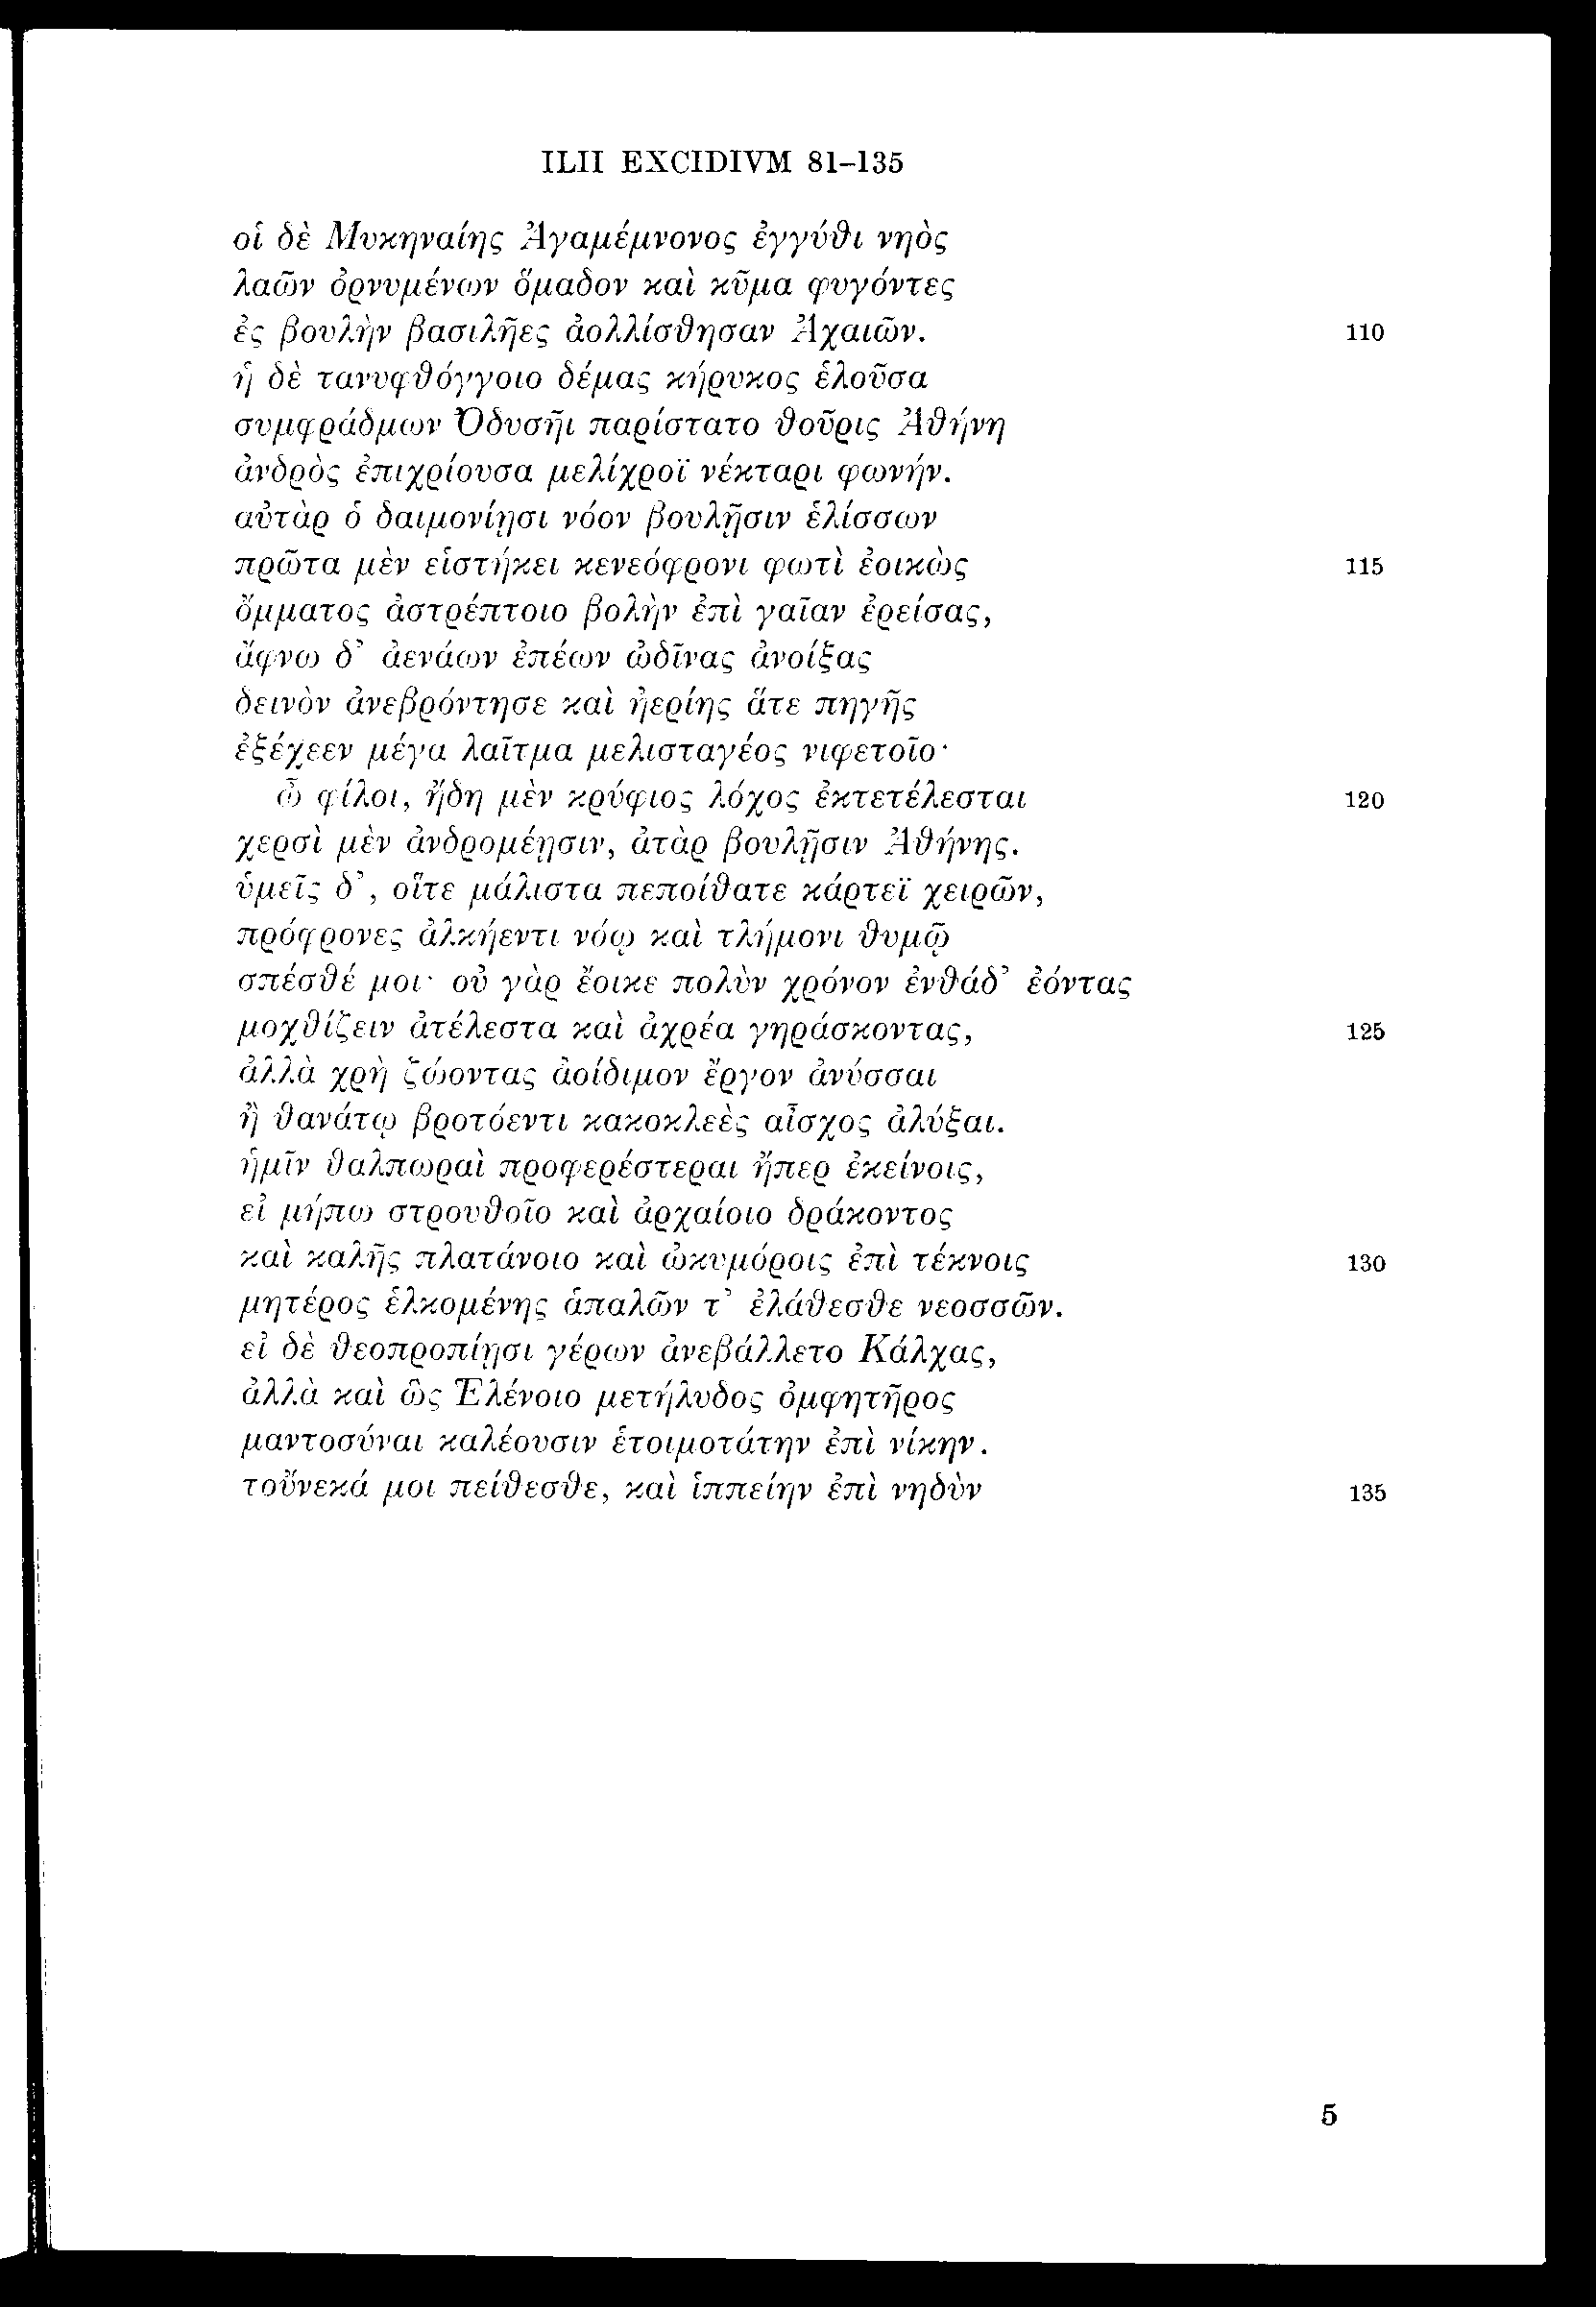 ILII EXCIDIVM 81–135
οἱ δὲ Μυκηναίης Ἀγαμέμνονος ἐγγύθι νηὸς
λαῶν ὀρνυμένων ὅμαδον καὶ κῦμα φυγόντες
ἐς βουλὴν βασιλῆες ἀολλίσθησαν Ἀχαιῶν. 110
ἡ δὲ τανυφθόγγοιο δέμας κήρυκος ἑλοῦσα
συμφράδμων Ὀδυσῆι παρίστατο θοῦρις Ἀθήνη
ἀνδρὸς ἐπιχρίουσα μελίχροϊ νέκταρι φωνήν.
αὐτὰρ ὁ δαιμονίῃσι νόον βουλῇσιν ἑλίσσων
πρῶτα μὲν εἱστήκει κενεόφρονι φωτὶ ἐοικὼς 115
ὄμματος ἀστρέπτοιο βολὴν ἐπὶ γαῖαν ἐρείσας,
ἄφνω δ’ ἀενάων ἐπέων ὠδῖνας ἀνοίξας
δεινὸν ἀνεβρόντησε καὶ ἠερίης ἅτε πηγῆς
ἐξέχεεν μέγα λαῖτμα μελισταγέος νιφετοῖο·
ὦ φίλοι, ἤδη μὲν κρύφιος λόχος ἐκτετέλεσται 120
χερσὶ μὲν ἀνδρομέῃσιν, ἀτὰρ βουλῇσιν Ἀθήνης.
ὑμεῖς δ’, οἵτε μάλιστα πεποίθατε κάρτεϊ χειρῶν,
πρόφρονες ἀλκήεντι νόῳ καὶ τλήμονι θυμῷ
σπέσθέ μοι· οὐ γὰρ ἔοικε πολὺν χρόνον ἐνθάδ’ ἐόντας
μοχθίζειν ἀτέλεστα καὶ ἀχρέα γηράσκοντας, 125
ἀλλὰ χρὴ ζώοντας ἀοίδιμον ἔργον ἀνύσσαι
ἢ θανάτῳ βροτόεντι κακοκλεὲς αἶσχος ἀλύξαι.
ἡμῖν θαλπωραὶ προφερέστεραι ἤπερ ἐκείνοις,
εἰ μήπω στρουθοῖο καὶ ἀρχαίοιο δράκοντος
καὶ καλῆς πλατάνοιο καὶ ὠκυμόροις ἐπὶ τέκνοις 130
μητέρος ἑλκομένης ἁπαλῶν τ’ ἐλάθεσθε νεοσσῶν.
εἰ δὲ θεοπροπίῃσι γέρων ἀνεβάλλετο Κάλχας,
ἀλλὰ καὶ ὣς Ἑλένοιο μετήλυδος ὀμφητῆρος
μαντοσύναι καλέουσιν ἑτοιμοτάτην ἐπὶ νίκην.
τοὔνεκά μοι πείθεσθε, καὶ ἱππείην ἐπὶ νηδὺν 135
5